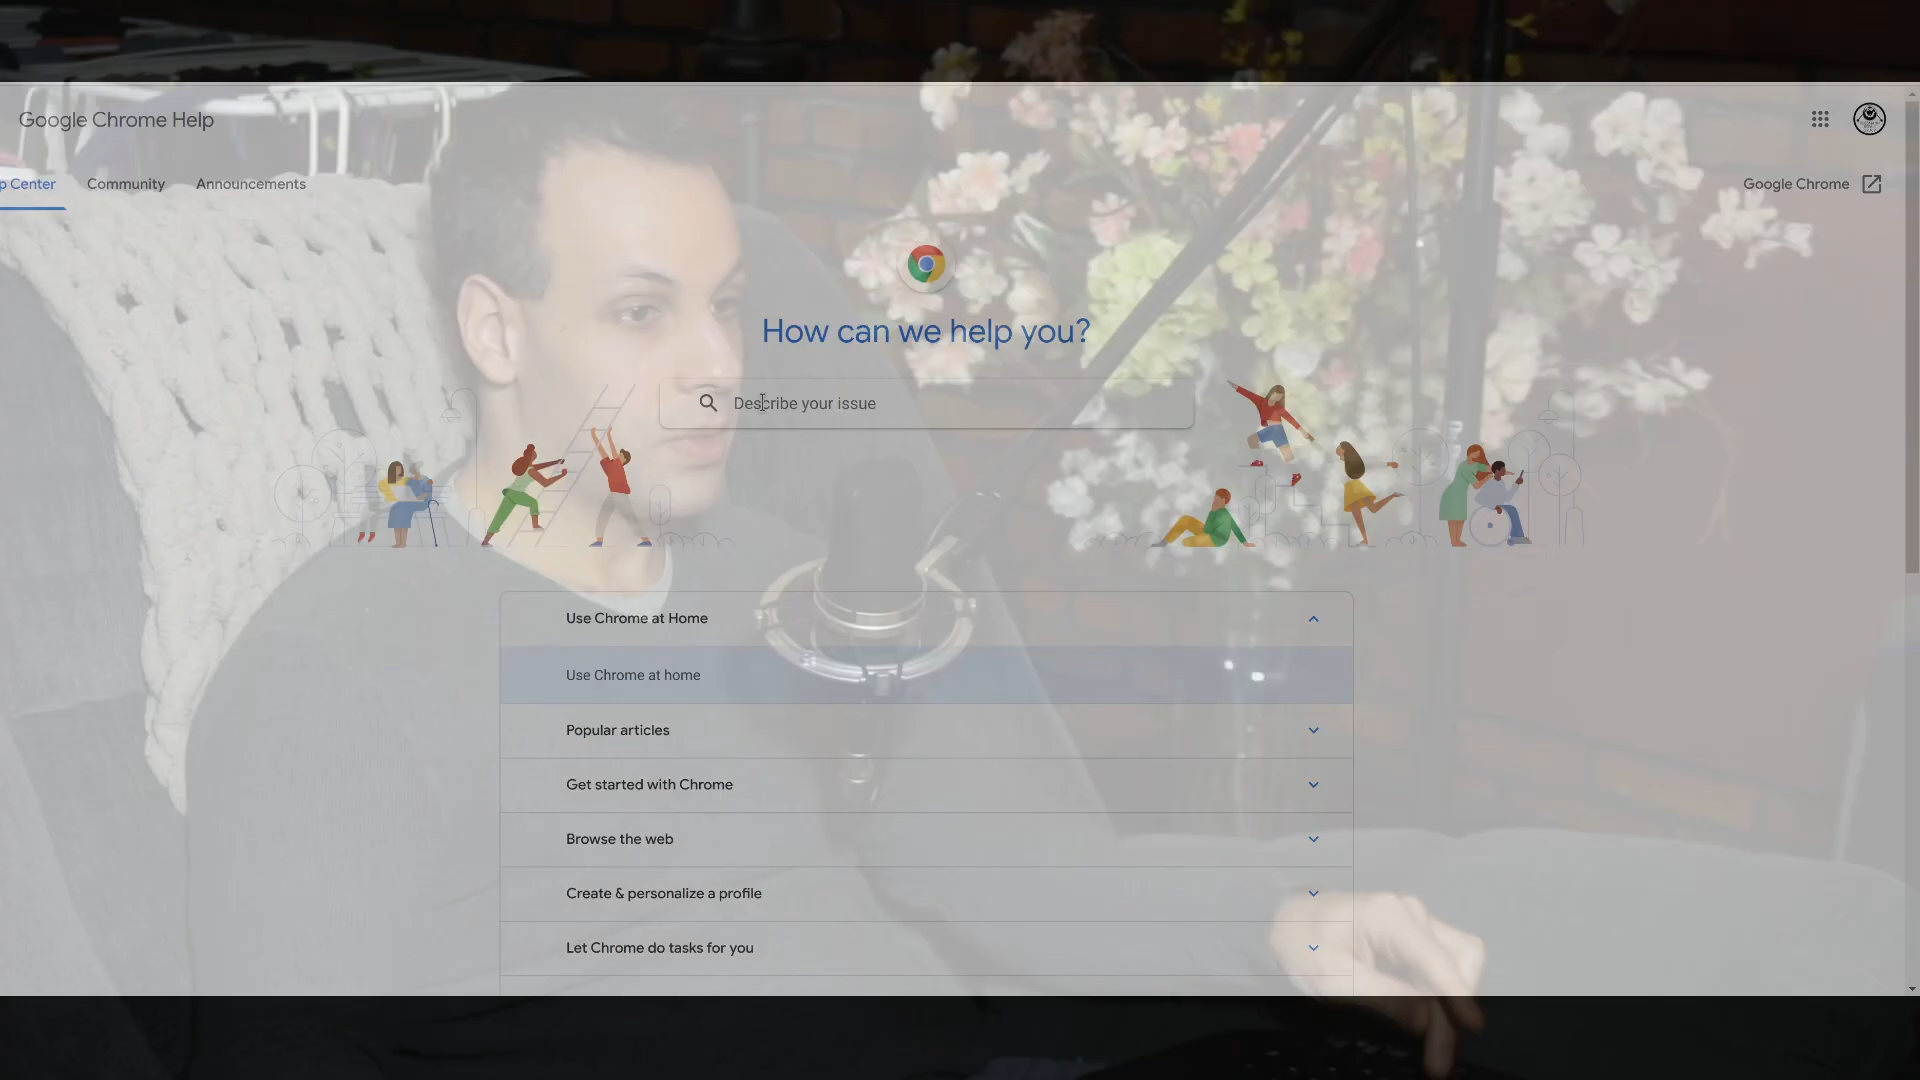 Google Chrome Help
p Center
Community
Announcements
Google Chrome
How can we help you?
Describe your issue
Use Chrome at Home
Use Chrome at home
Popular articles
Get started with Chrome
Browse the web
Create & personalize a profile
Let Chrome do tasks for you